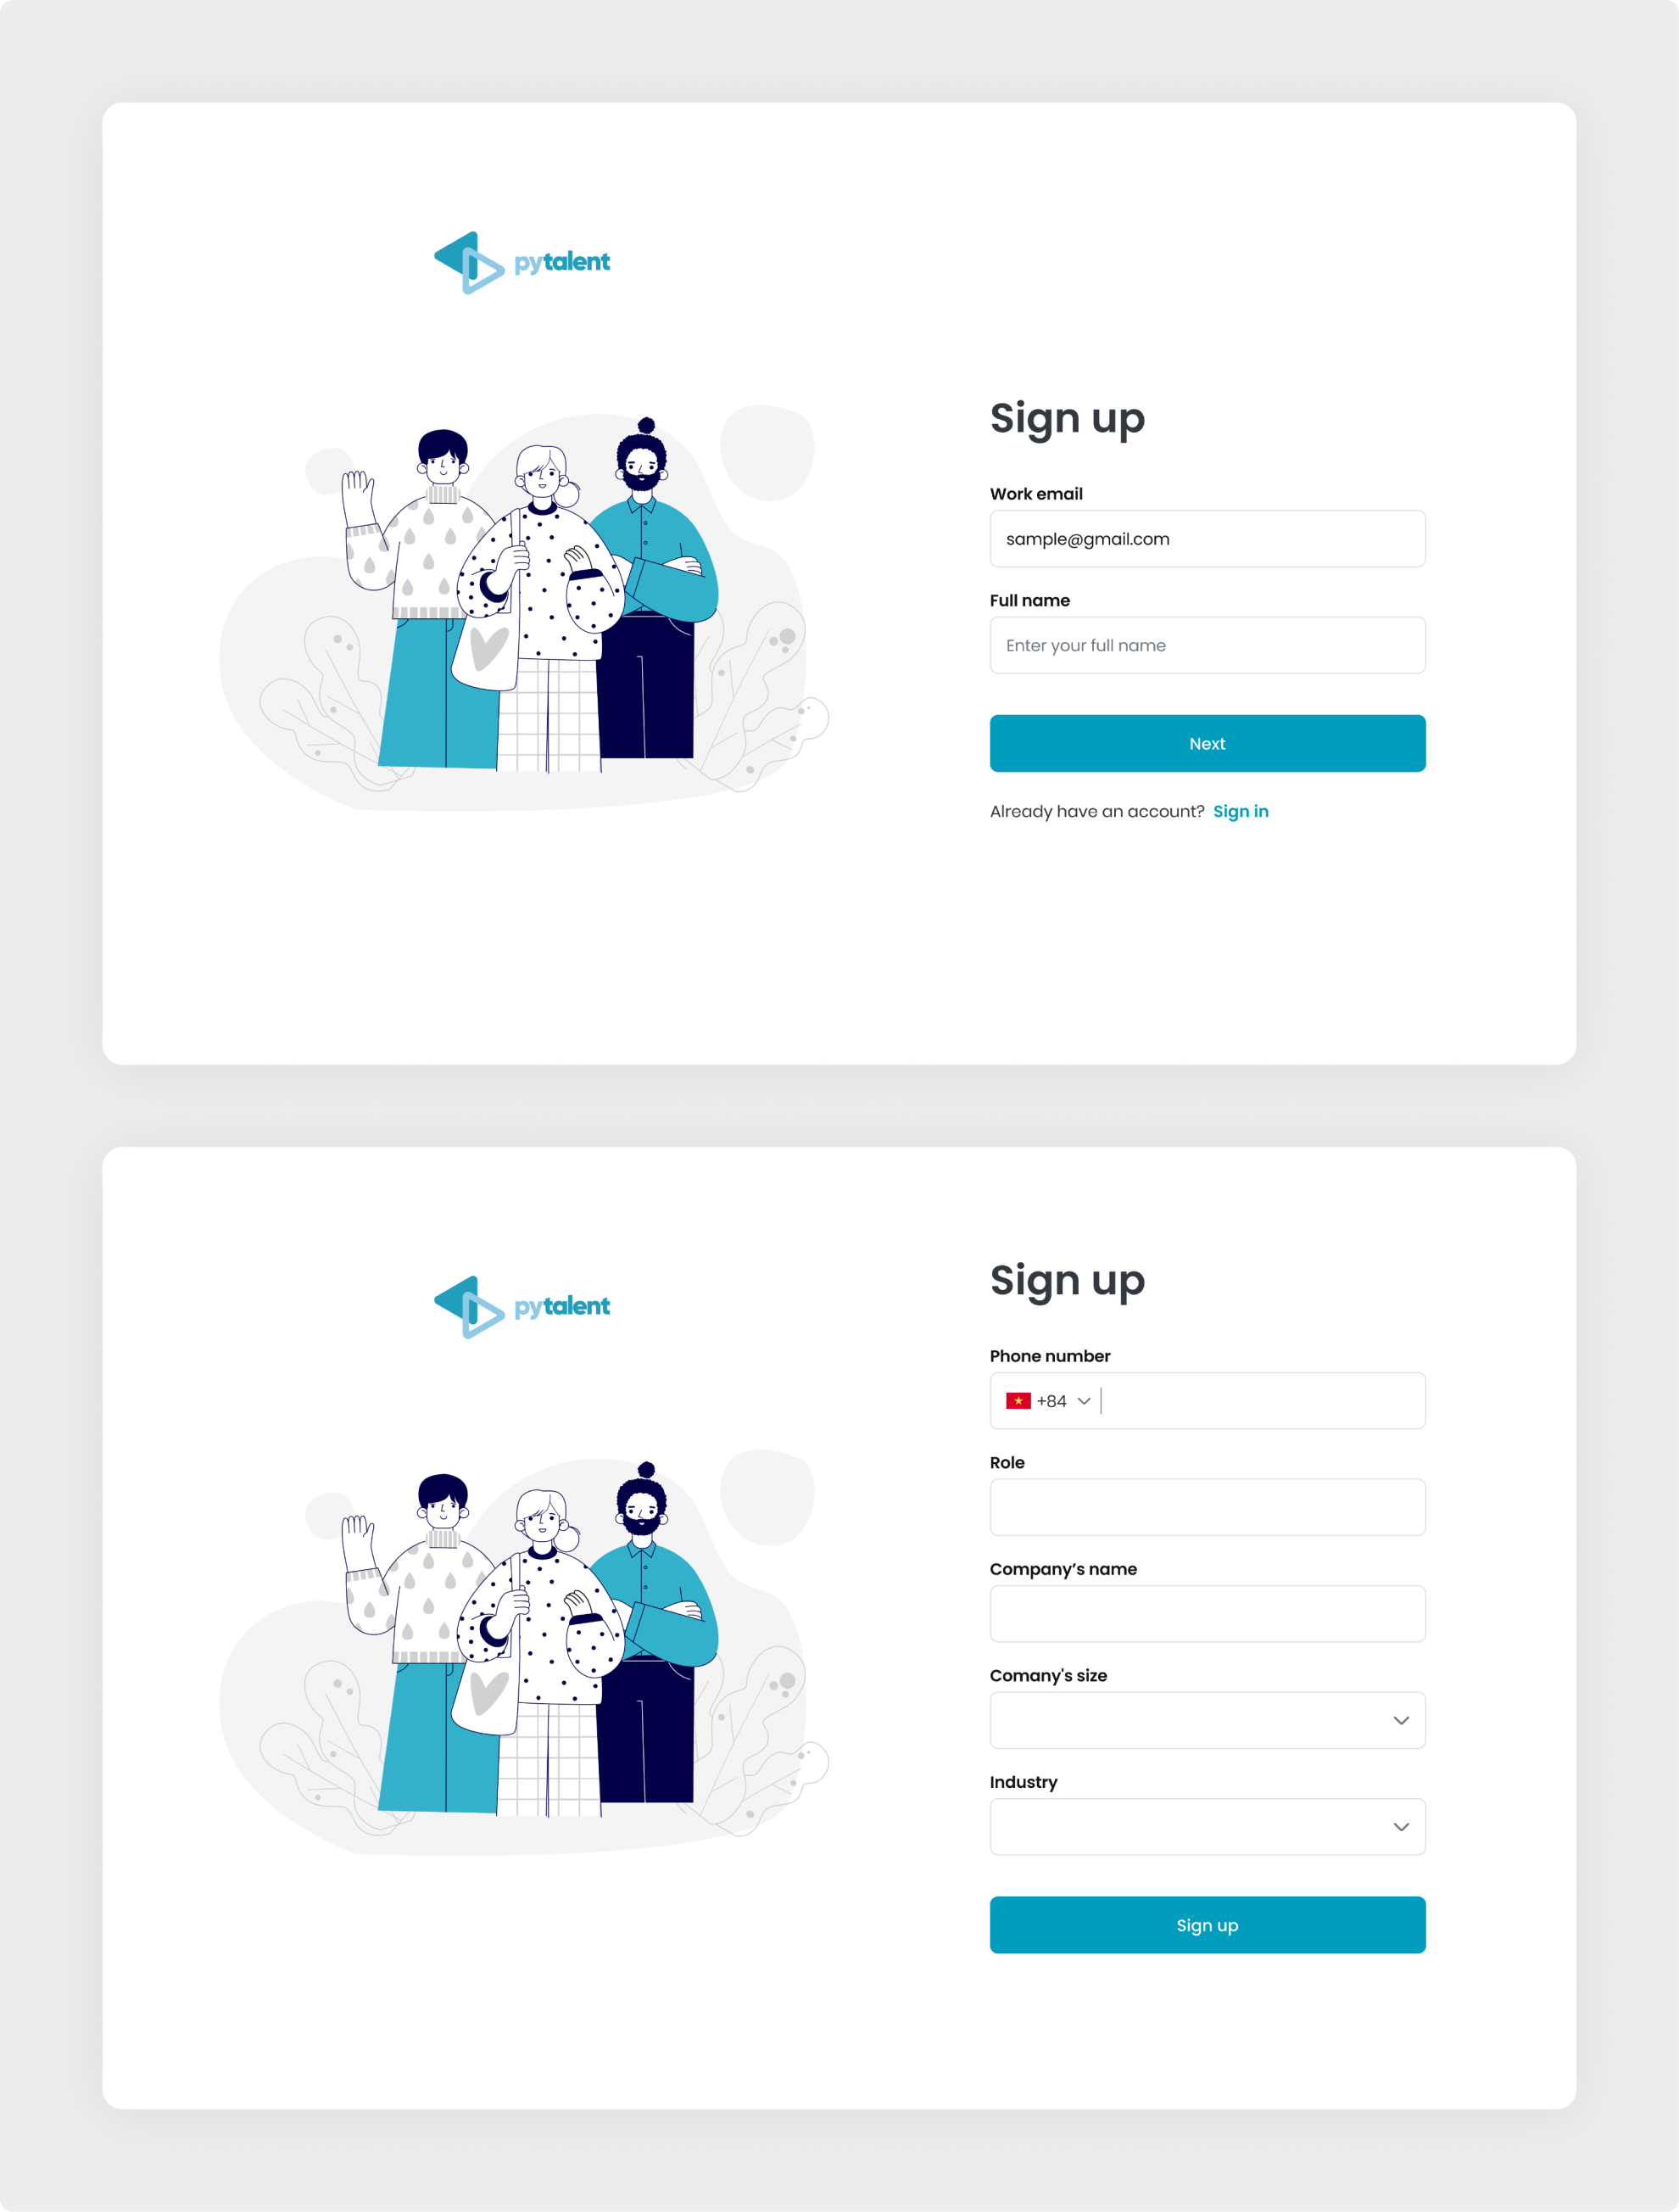 pytalent
Sign up
Work email
sample@gmail.com
Full name
Enter your full name
Next
Already have an account? Sign in
pytalent
Sign up
Phone number
+84
Role
Company’s name
Comany's size
Industry
Sign up